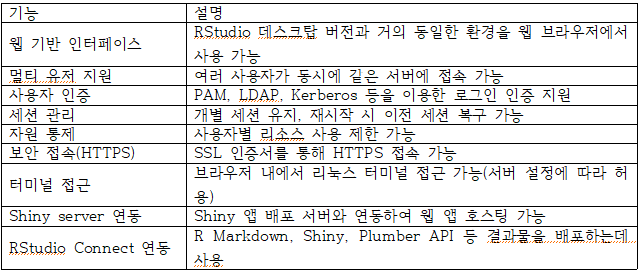 기능 설명
웹 기반 인터페이스 RStudio 데스크탑 버전과 거의 동일한 환경을 웹 브라우저에서
사용 가능
멀티 유저 지원 여러 사용자가 동시에 같은 서버에 접속 가능
사용자 인증 PAM, LDAP, Kerberos 등을 이용한 로그인 인증 지원
세션 관리 개별 세션 유지, 재시작 시 이전 세션 복구 가능
자원 통제 사용자별 리소스 사용 제한 가능
보안 접속(HTTPS) SSL 인증서를 통해 HTTPS 접속 가능
터미널 접근 브라우저 내에서 리눅스 터미널 접근 가능(서버 설정에 따라 허
용)
Shiny server 연동 Shiny 앱 배포 서버와 연동하여 웹 앱 호스팅 가능
RStudio Connect 연동 R Markdown, Shiny, Plumber API 등 결과물을 배포하는데
사용